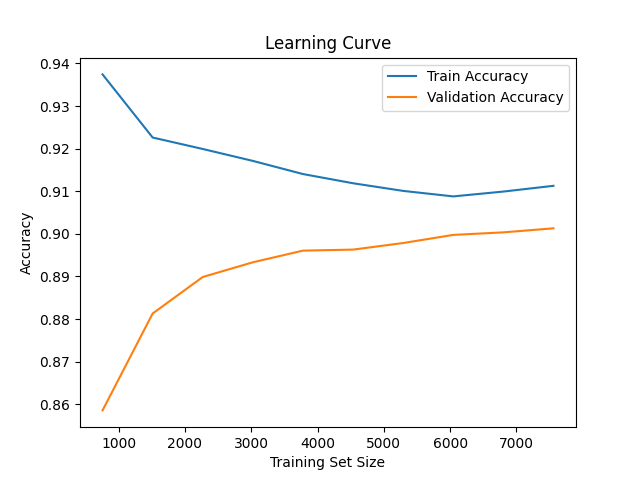 Learning Curve
Train Accuracy
Validation Accuracy
Accuracy
0.94
0.93
0.92
0.91
0.90
0.89
0.88
0.87
0.86
1000 2000 3000 4000 5000 6000 7000
Training Set Size